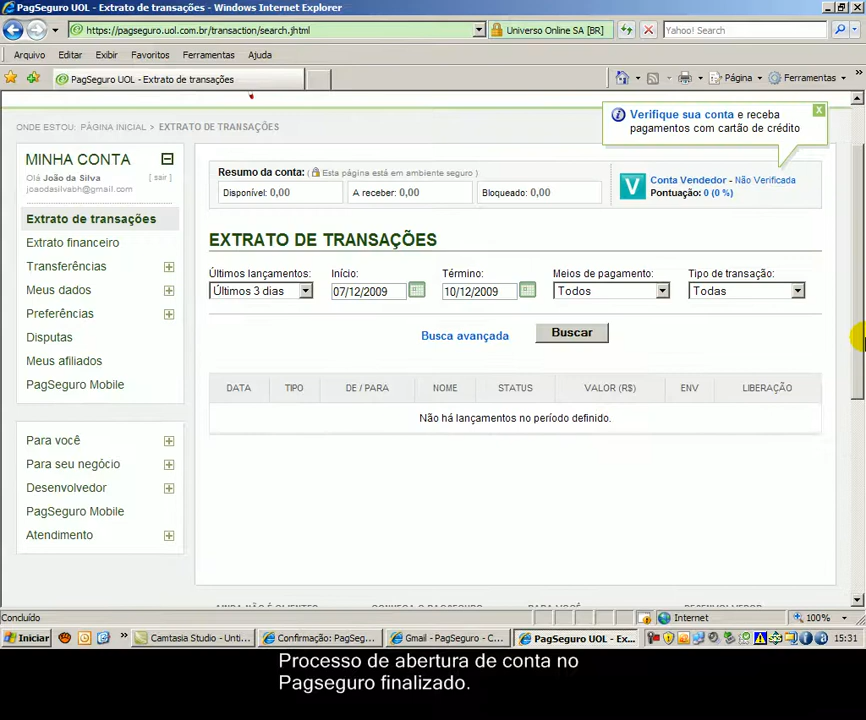 PagSeguro UOL - Extrato de transações - Windows Internet Explorer
https://pagseguro.uol.com.br/transaction/search.jhtml
Universo Online SA [BR]
Yahoo! Search
Arquivo Editar Exibir Favoritos Ferramentas Ajuda
PagSeguro UOL - Extrato de transações
Página Ferramentas
Verifique sua conta e receba
pagamentos com cartão de crédito
X
ONDE ESTOU: PÁGINA INICIAL > EXTRATO DE TRANSAÇÕES
MINHA CONTA
Olá João da Silva [ sair ]
joaodasilvabh@gmail.com
Extrato de transações
Extrato financeiro
Transferências
Meus dados
Preferências
Disputas
Meus afiliados
PagSeguro Mobile
Para você
Para seu negócio
Desenvolvedor
PagSeguro Mobile
Atendimento
Resumo da conta: ( Esta página está em ambiente seguro )
Disponível: 0,00 A receber: 0,00 Bloqueado: 0,00
V
Conta Vendedor - Não Verificada
Pontuação: 0 (0 %)
EXTRATO DE TRANSAÇÕES
Últimos lançamentos: Início: Término: Meios de pagamento: Tipo de transação:
Últimos 3 dias 07/12/2009 10/12/2009 Todos Todas
Busca avançada Buscar
DATA TIPO DE / PARA NOME STATUS VALOR (R$) ENV LIBERAÇÃO
Não há lançamentos no período definido.
Concluído Internet 100%
Iniciar Camtasia Studio - Unti... Confirmação: PagSeg... Gmail - PagSeguro - C... PagSeguro UOL - Ex... 15:31
Processo de abertura de conta no
Pagseguro finalizado.